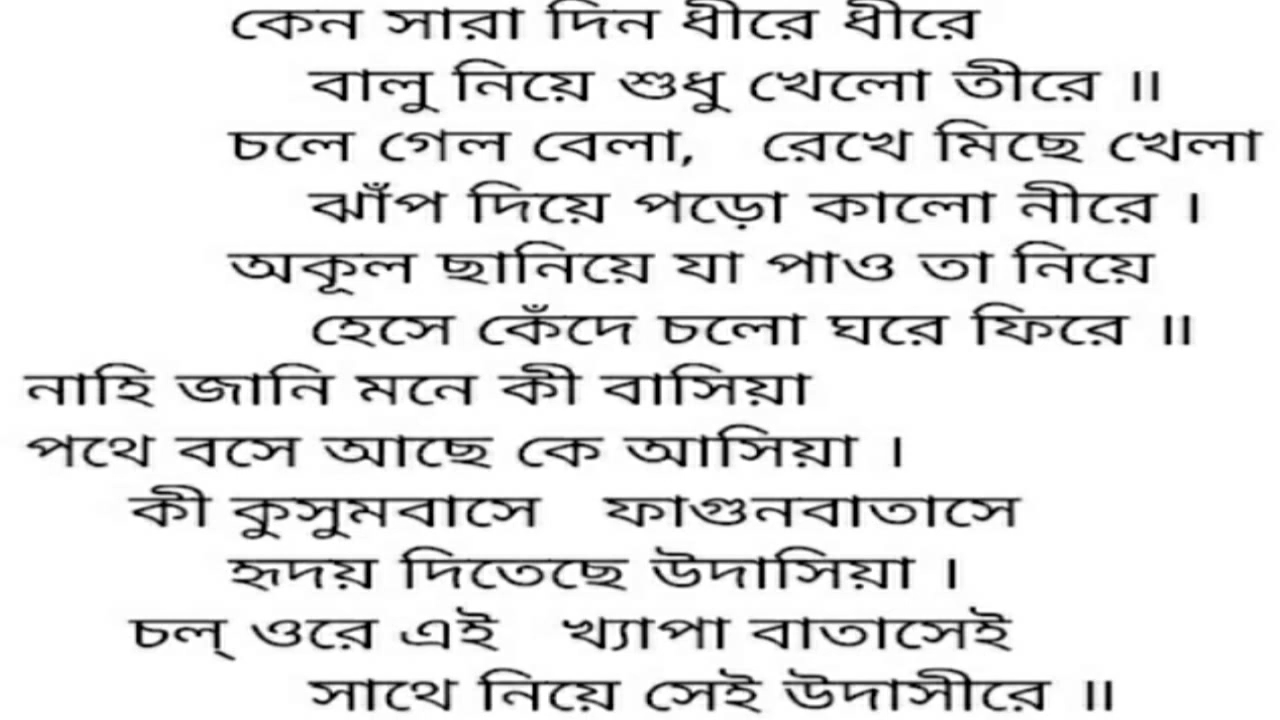 কেন সারা দিন ধীরে ধীরে
বালু নিয়ে শুধু খেলো তীরে ॥
চলে গেল বেলা, রেখে মিছে খেলা
ঝাঁপ দিয়ে পড়ো কালো নীরে ।
অকূল ছানিয়ে যা পাও তা নিয়ে
হেসে কেঁদে চলো ঘরে ফিরে ॥
নাহি জানি মনে কী বাসিয়া
পথে বসে আছে কে আসিয়া ।
কী কুসুমবাসে ফাগুনবাতাসে
হৃদয় দিতেছে উদাসিয়া ।
চল্ ওরে এই খ্যাপা বাতাসেই
সাথে নিয়ে সেই উদাসীরে ॥